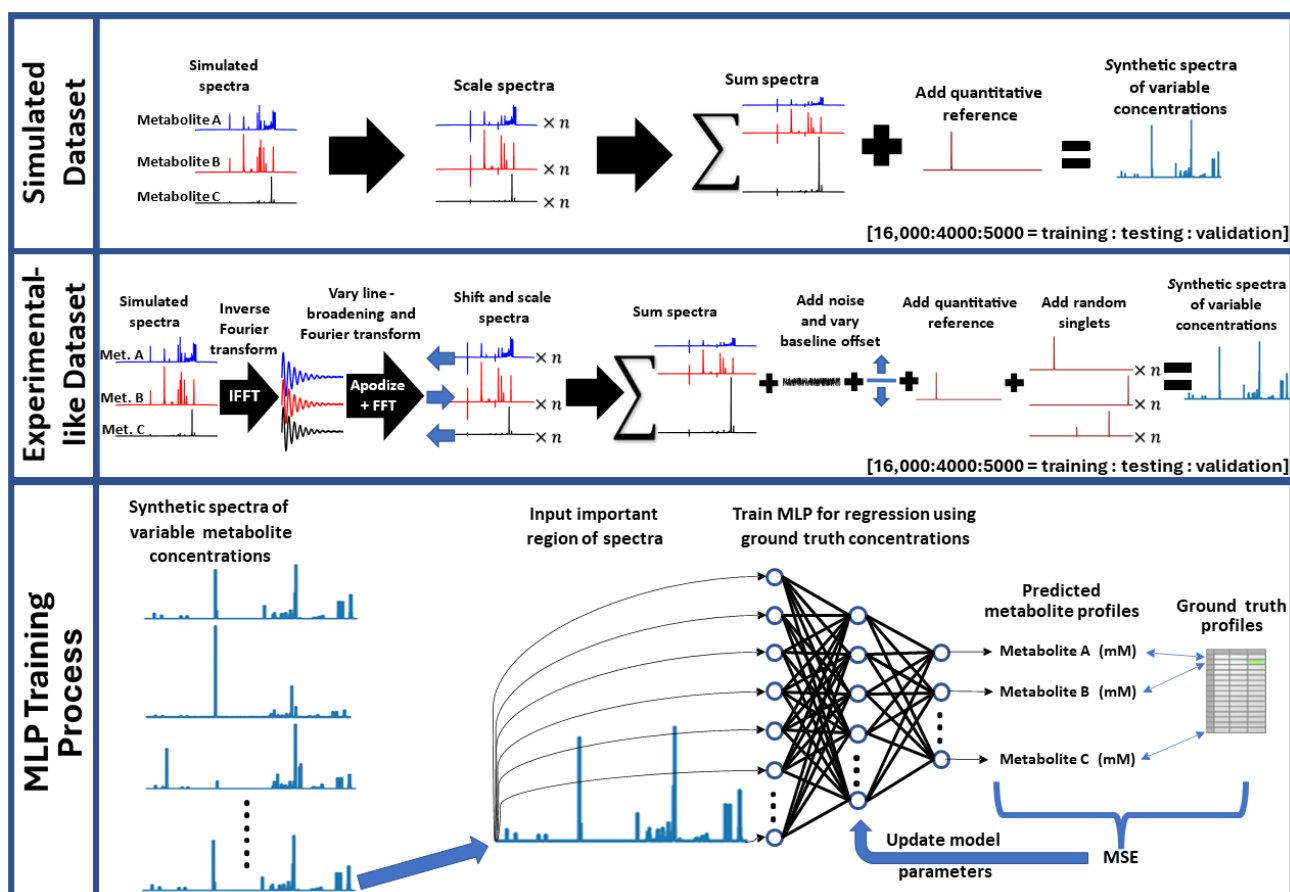 Simulated
Dataset
Simulated
spectra
Metabolite A
Metabolite B
Metabolite C
Scale spectra
× n
× n
× n
Sum spectra
∑
Add quantitative
reference
Synthetic spectra
of variable
concentrations
[16,000:4000:5000 = training : testing : validation]
Experimental-
like Dataset
Simulated
spectra
Met. A
Met. B
Met. C
Inverse
Fourier
transform
IFFT
Vary line -
broadening and
Fourier transform
Apodize
+ FFT
Shift and scale
spectra
× n
× n
× n
Sum spectra
∑
Add noise
and vary
baseline offset
Add quantitative
reference
Add random
singlets
× n
× n
× n
Synthetic spectra
of variable
concentrations
[16,000:4000:5000 = training : testing : validation]
MLP Training
Process
Synthetic spectra of
variable metabolite
concentrations
Input important
region of spectra
Train MLP for regression using
ground truth concentrations
Predicted
metabolite profiles
Metabolite A (mM)
Metabolite B (mM)
Metabolite C (mM)
Ground truth
profiles
Update model
parameters
MSE